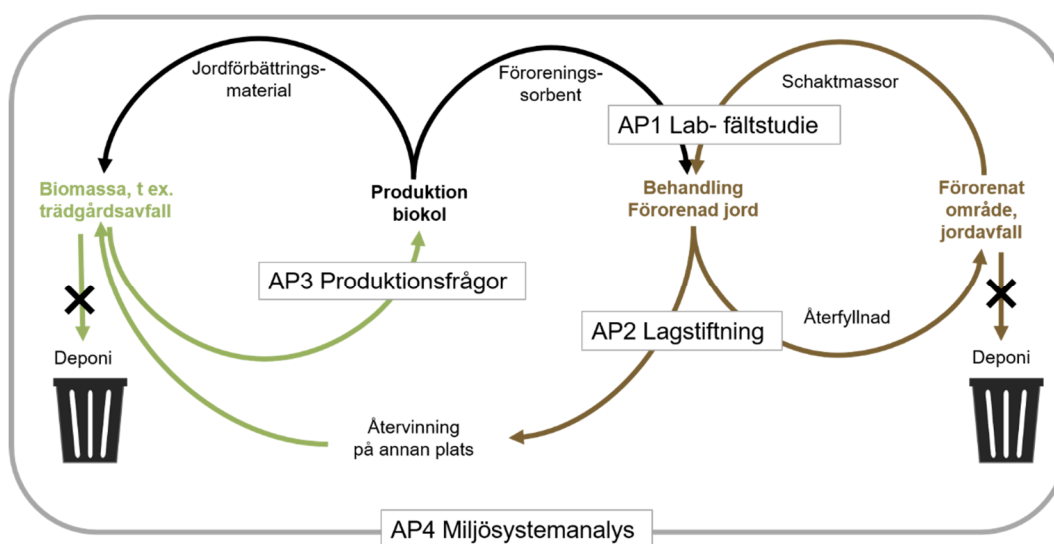 Jordförbättrings-
material
Förorenings-
sorbent
Schaktmassor
AP1 Lab- fältstudie
Biomassa, t ex.
trädgårdsavfall
Produktion
biokol
Behandling
Förorenad jord
Förorenat
område,
jordavfall
AP3 Produktionsfrågor
AP2 Lagstiftning
Återfyllnad
Deponi
Deponi
Återvinning
på annan plats
AP4 Miljösystemanalys